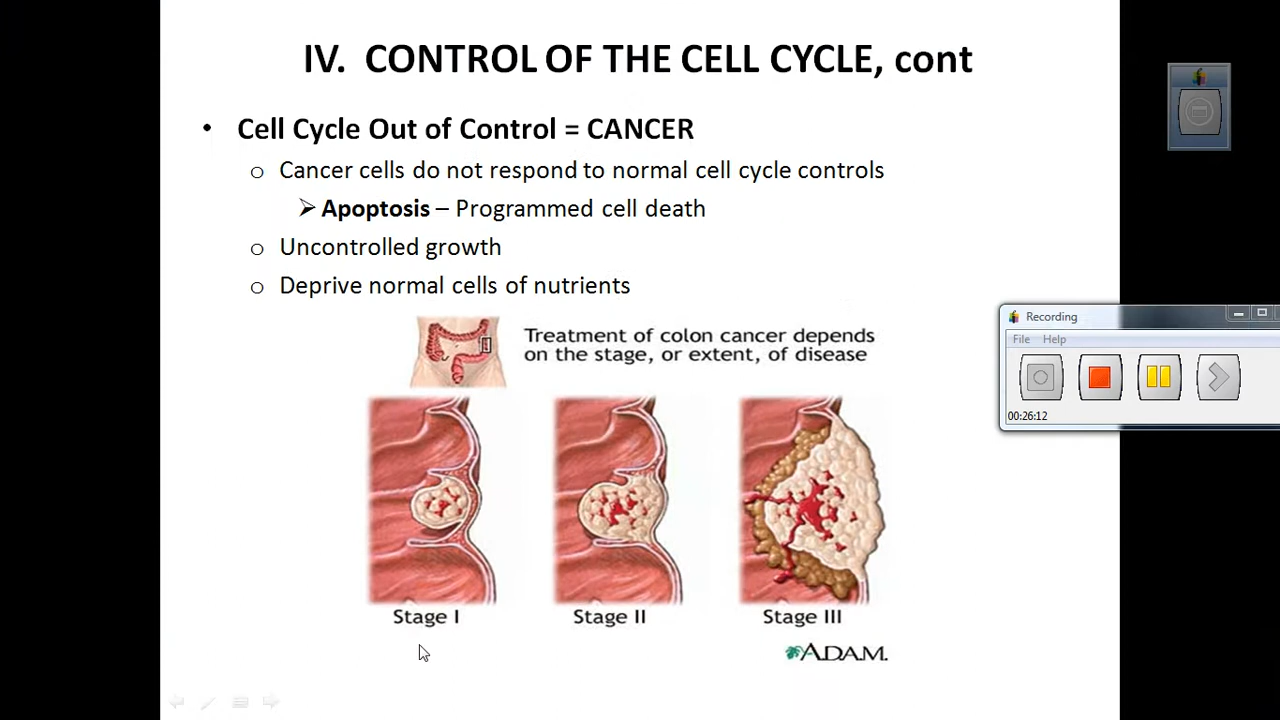 IV. CONTROL OF THE CELL CYCLE, cont
• Cell Cycle Out of Control = CANCER
o Cancer cells do not respond to normal cell cycle controls
➢ Apoptosis – Programmed cell death
o Uncontrolled growth
o Deprive normal cells of nutrients
Treatment of colon cancer depends
on the stage, or extent, of disease
Stage I
Stage II
Stage III
A.D.A.M.
Recording
File Help
00:26:12